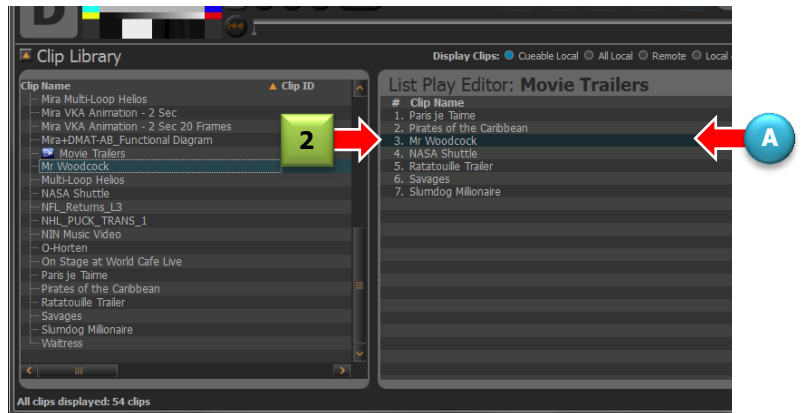 D
Clip Library
Display Clips: Cueable Local All Local Remote Local
Clip Name Clip ID
Mira Multi-Loop Helios
Mira VKA Animation - 2 Sec
Mira VKA Animation - 2 Sec 20 Frames
Mira+DMAT-AB_Functional Diagram
Movie Trailers
Mr Woodcock
Multi-Loop Helios
NASA Shuttle
NFL_Returns_L3
NHL_PUCK_TRANS_1
NIN Music Video
O-Horten
On Stage at World Cafe Live
Paris je Taime
Pirates of the Caribbean
Ratatouille Trailer
Savages
Slumdog Millionaire
Waitress
All clips displayed: 54 clips
2
List Play Editor: Movie Trailers
# Clip Name
1. Paris je Taime
2. Pirates of the Caribbean
3. Mr Woodcock
4. NASA Shuttle
5. Ratatouille Trailer
6. Savages
7. Slumdog Millionaire
A